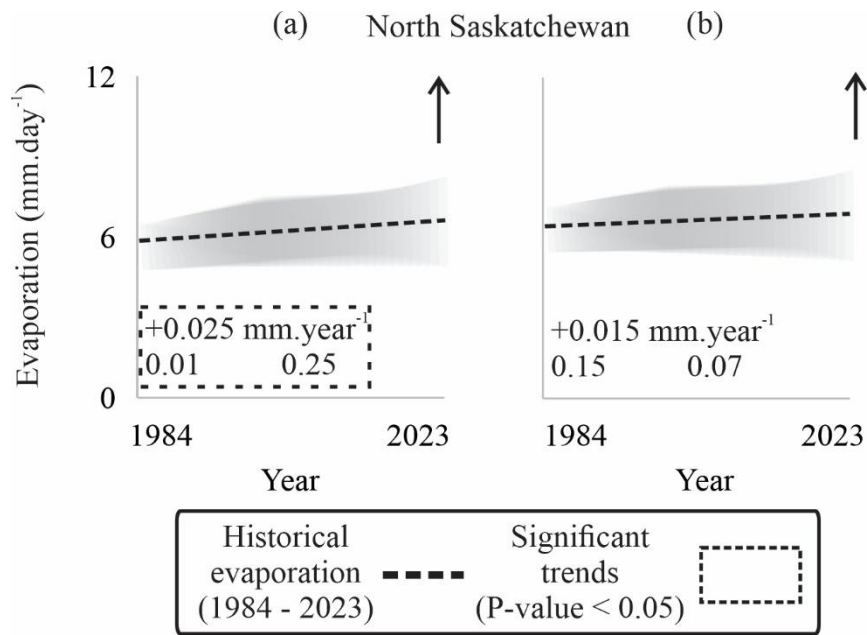 (a) North Saskatchewan (b)
Evaporation (mm.day⁻¹)
12
6
0
+0.025 mm.year⁻¹
0.01 0.25
1984 2023
Year
+0.015 mm.year⁻¹
0.15 0.07
1984 2023
Year
Historical
evaporation
(1984 - 2023)
Significant
trends
(P-value < 0.05)